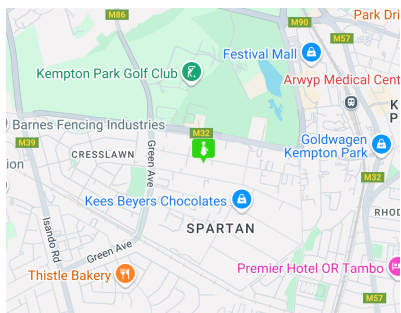 M86
M90
Park Dri
M57
Festival Mall
Kempton Park Golf Club
Arwyp Medical Cent
K
P
Barnes Fencing Industries
M32
M39
Goldwagen
Kempton Park
CRESSLAWN
Green Ave
ion
M32
Kees Beyers Chocolates
RHOD
Isando Rd
SPARTAN
Green Ave
Thistle Bakery
Premier Hotel OR Tambo
M57